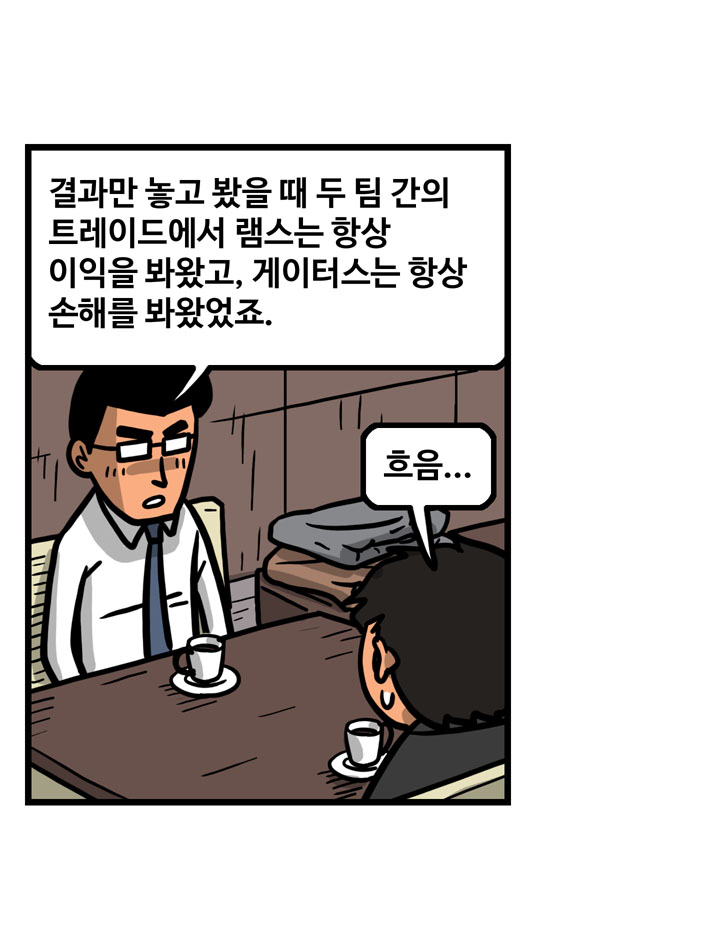 결과만 놓고 봤을 때 두 팀 간의
트레이드에서 램스는 항상
이익을 봐왔고, 게이터스는 항상
손해를 봐왔었죠.
흐음...